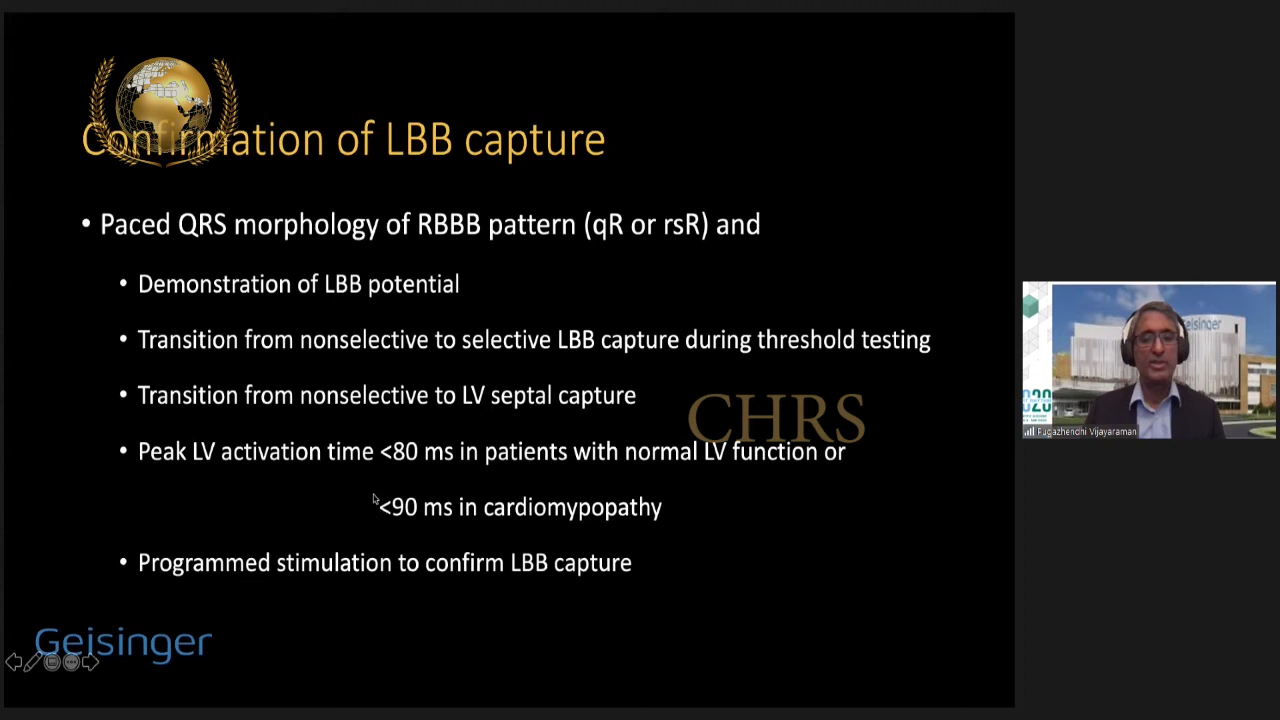 Confirmation of LBB capture
• Paced QRS morphology of RBBB pattern (qR or rsR) and
• Demonstration of LBB potential
• Transition from nonselective to selective LBB capture during threshold testing
• Transition from nonselective to LV septal capture
CHRS
• Peak LV activation time <80 ms in patients with normal LV function or
<90 ms in cardiomypopathy
• Programmed stimulation to confirm LBB capture
Geisinger
Geisinger
2020
Pugazhendhi Vijayaraman